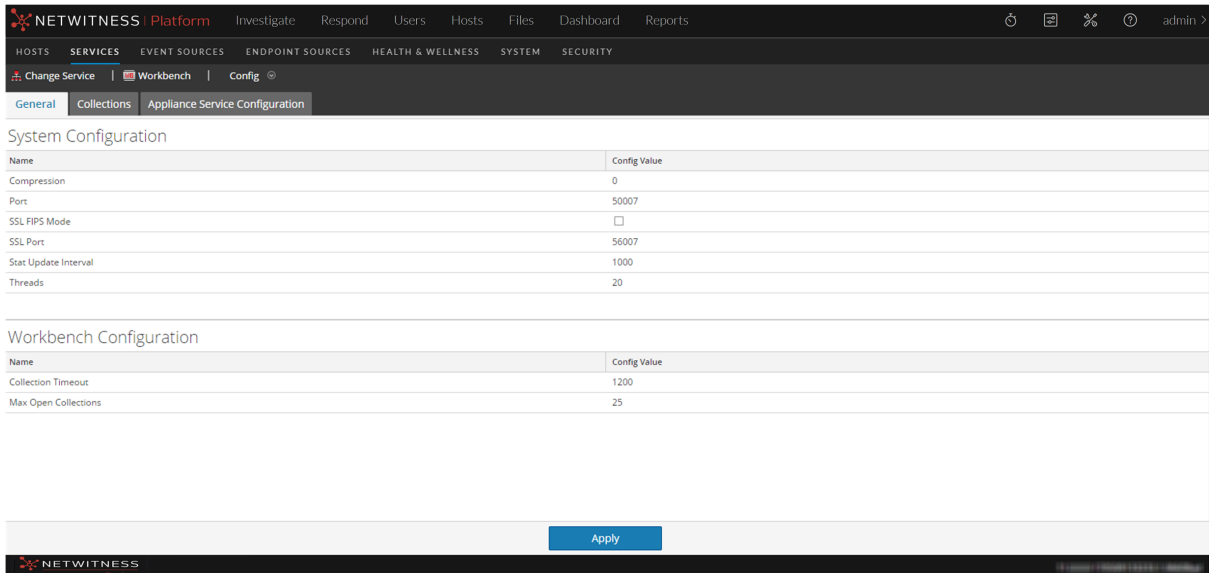 NETWITNESS | Platform Investigate Respond Users Hosts Files Dashboard Reports admin >
HOSTS SERVICES EVENT SOURCES ENDPOINT SOURCES HEALTH & WELLNESS SYSTEM SECURITY
Change Service | Workbench | Config
General Collections Appliance Service Configuration
System Configuration
Name Config Value
Compression 0
Port 50007
SSL FIPS Mode
SSL Port 56007
Stat Update Interval 1000
Threads 20
Workbench Configuration
Name Config Value
Collection Timeout 1200
Max Open Collections 25
Apply
NETWITNESS